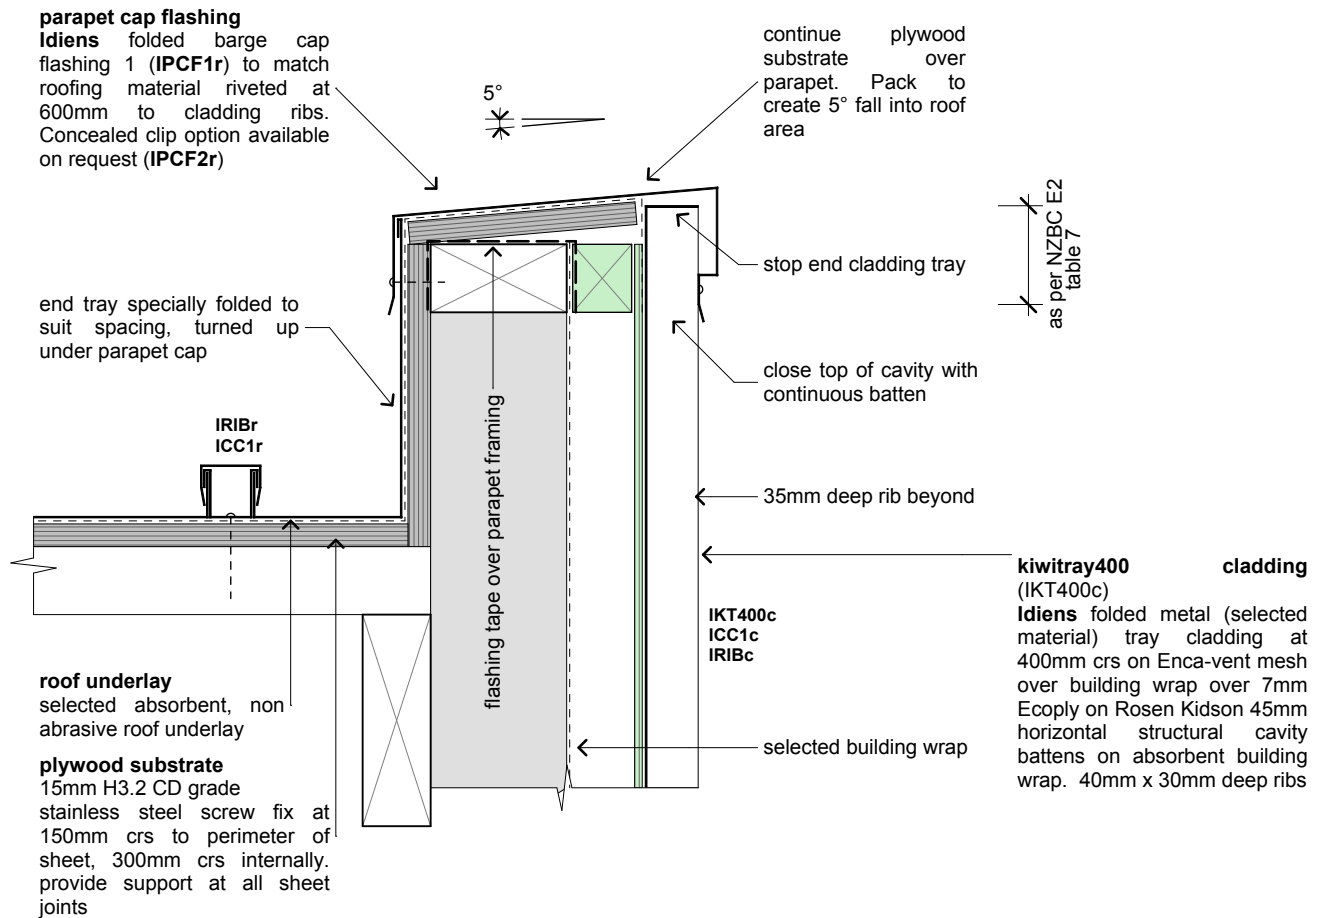 parapet cap flashing
Idiens folded barge cap
flashing 1 (IPCF1r) to match
roofing material riveted at
600mm to cladding ribs.
Concealed clip option available
on request (IPCF2r)
5°
continue plywood
substrate over
parapet. Pack to
create 5° fall into roof
area
as per NZBC E2
table 7
stop end cladding tray
end tray specially folded to
suit spacing, turned up
under parapet cap
close top of cavity with
continuous batten
IRIBr
ICC1r
flashing tape over parapet framing
35mm deep rib beyond
kiwitray400 cladding
(IKT400c)
Idiens folded metal (selected
material) tray cladding at
400mm crs on Enca-vent mesh
over building wrap over 7mm
Ecoply on Rosen Kidson 45mm
horizontal structural cavity
battens on absorbent building
wrap. 40mm x 30mm deep ribs
IKT400c
ICC1c
IRIBc
roof underlay
selected absorbent, non
abrasive roof underlay
selected building wrap
plywood substrate
15mm H3.2 CD grade
stainless steel screw fix at
150mm crs to perimeter of
sheet, 300mm crs internally.
provide support at all sheet
joints